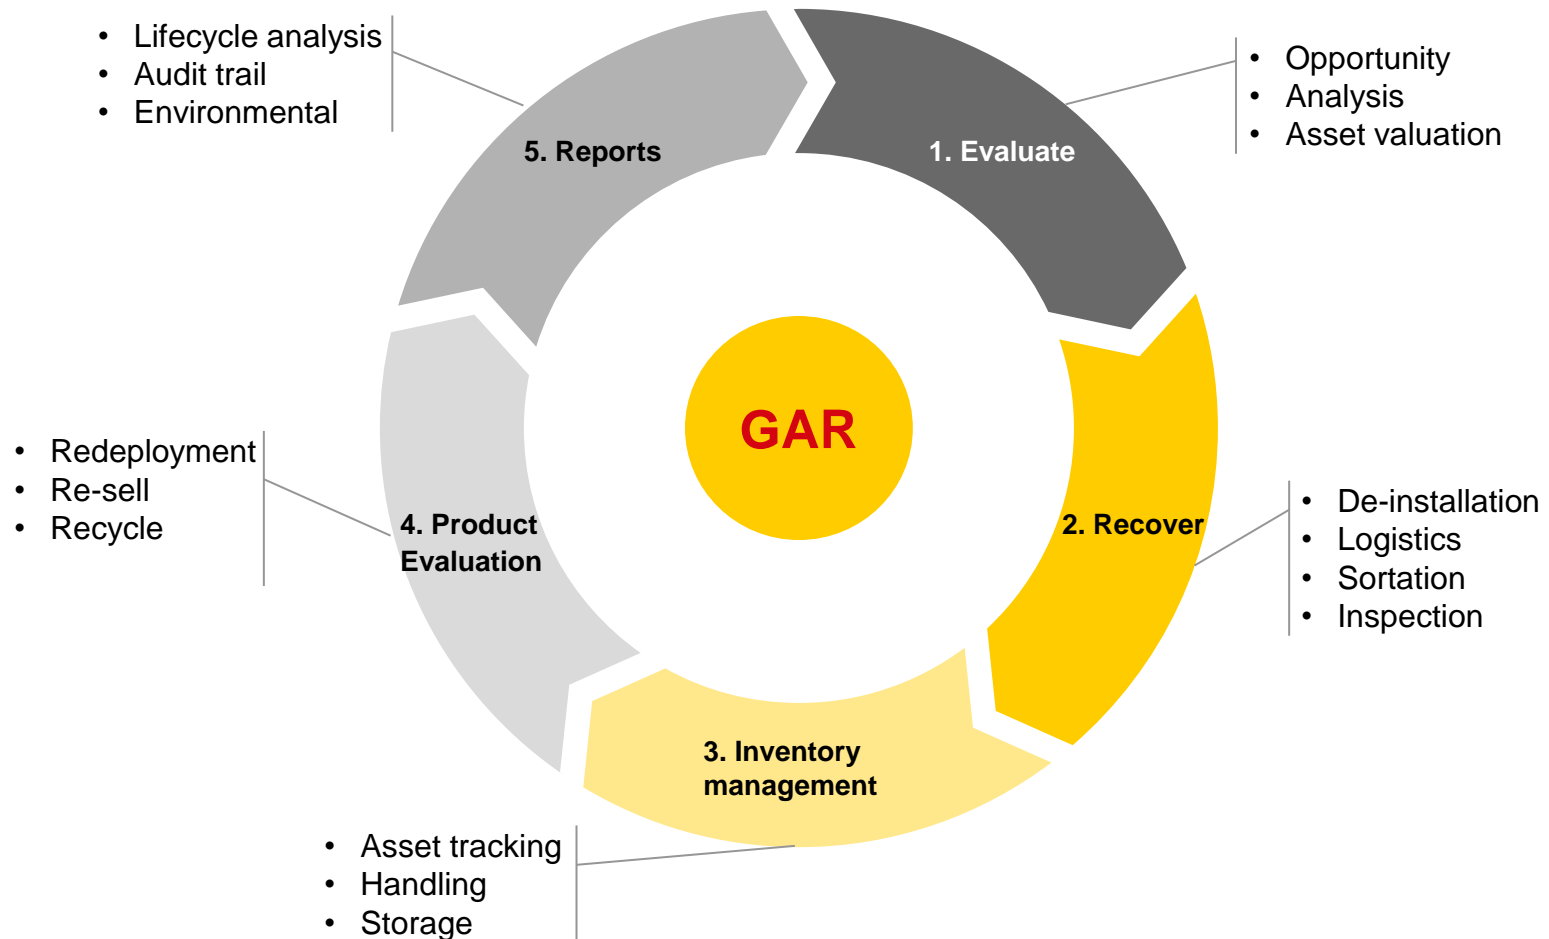 • Lifecycle analysis
• Audit trail
• Environmental
5. Reports
1. Evaluate
• Opportunity
• Analysis
• Asset valuation
GAR
• Redeployment
• Re-sell
• Recycle
4. Product
Evaluation
2. Recover
• De-installation
• Logistics
• Sortation
• Inspection
3. Inventory
management
• Asset tracking
• Handling
• Storage